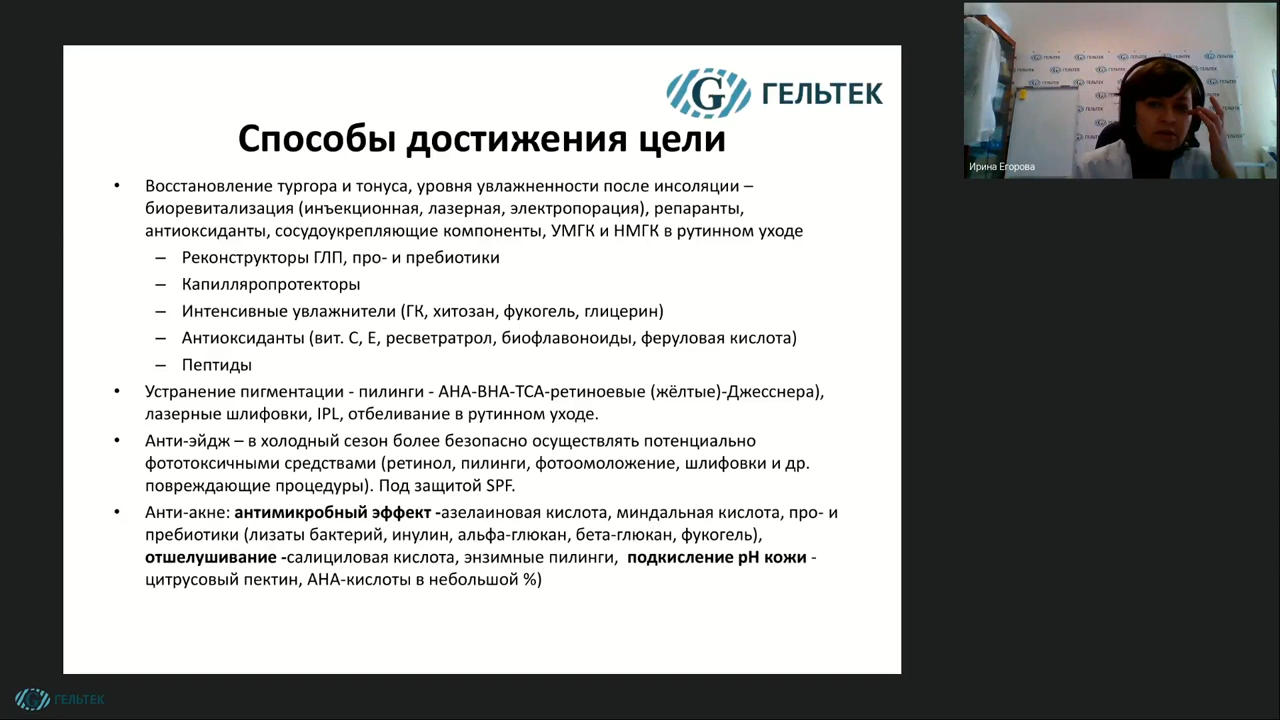 ГЕЛЬТЕК
Способы достижения цели
• Восстановление тургора и тонуса, уровня увлажненности после инсоляции –
биоревитализация (инъекционная, лазерная, электропорация), репаранты,
антиоксиданты, сосудоукрепляющие компоненты, УМГК и НМГК в рутинном уходе
– Реконструкторы ГЛП, про- и пребиотики
– Капилляропротекторы
– Интенсивные увлажнители (ГК, хитозан, фукогель, глицерин)
– Антиоксиданты (вит. С, Е, ресветратрол, биофлавоноиды, феруловая кислота)
– Пептиды
• Устранение пигментации - пилинги - АНА-ВНА-ТСА-ретиноевые (жёлтые)-Джесснера),
лазерные шлифовки, IPL, отбеливание в рутинном уходе.
• Анти-эйдж – в холодный сезон более безопасно осуществлять потенциально
фототоксичными средствами (ретинол, пилинги, фотоомоложение, шлифовки и др.
повреждающие процедуры). Под защитой SPF.
• Анти-акне: антимикробный эффект -азелаиновая кислота, миндальная кислота, про- и
пребиотики (лизаты бактерий, инулин, альфа-глюкан, бета-глюкан, фукогель),
отшелушивание -салициловая кислота, энзимные пилинги, подкисление pH кожи -
цитрусовый пектин, АНА-кислоты в небольшой %)
Ирина Егорова
ГЕЛЬТЕК